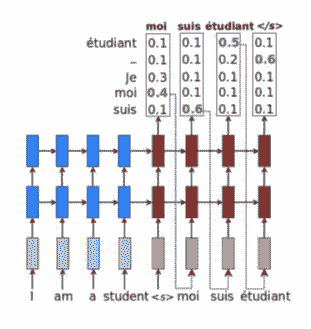 moi suis étudiant </s>
étudiant 0.1 0.1 0.5 0.1
… 0.1 0.1 0.2 0.6
Je 0.3 0.1 0.1 0.1
moi 0.4 0.1 0.1 0.1
suis 0.1 0.6 0.1 0.1
I am a student <s> moi suis étudiant